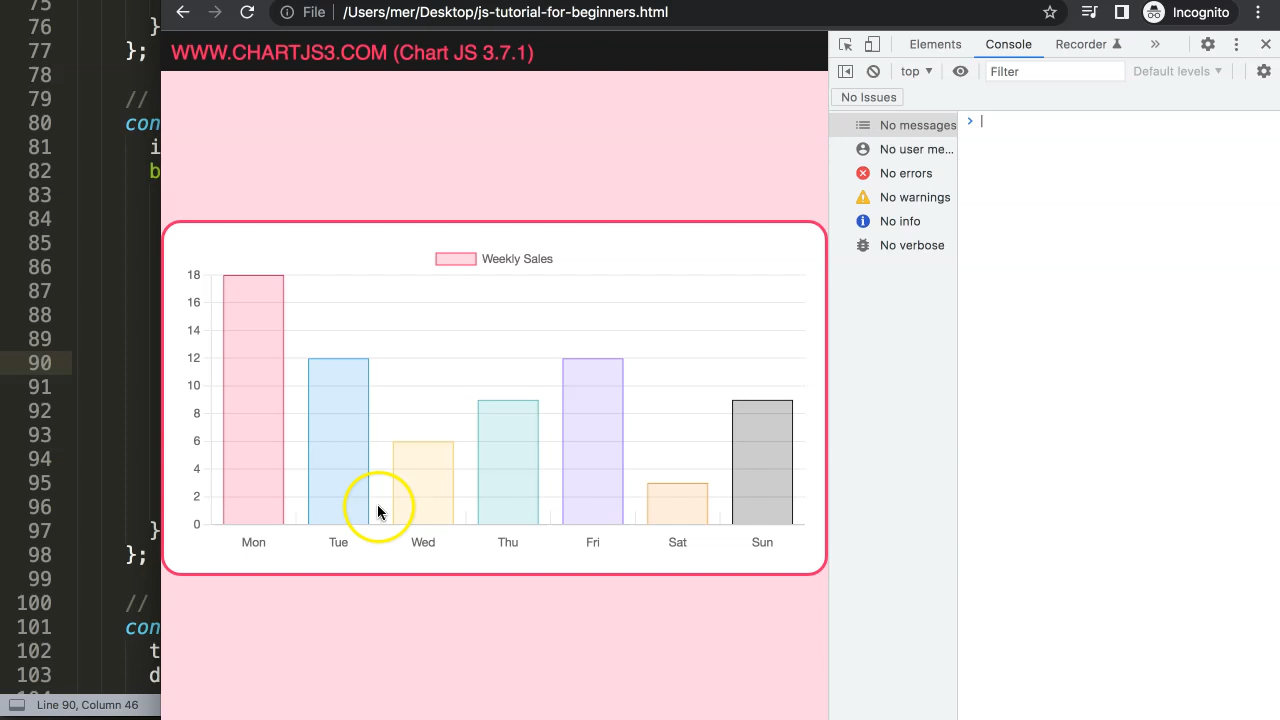 75
76 }
77 };
78
79 //
80 con
81 i
82 b
83
84
85
86
87
88
89
90
91
92
93
94
95
96
97 }
98 };
99
100 //
101 con
102 t
103 d
Line 90, Column 46
File /Users/mer/Desktop/js-tutorial-for-beginners.html
Incognito
WWW.CHARTJS3.COM (Chart JS 3.7.1)
Weekly Sales
18
16
14
12
10
8
6
4
2
0
Mon Tue Wed Thu Fri Sat Sun
Elements Console Recorder »
top ▼ Filter Default levels ▼
No Issues
No messages
No user me...
No errors
No warnings
No info
No verbose
>